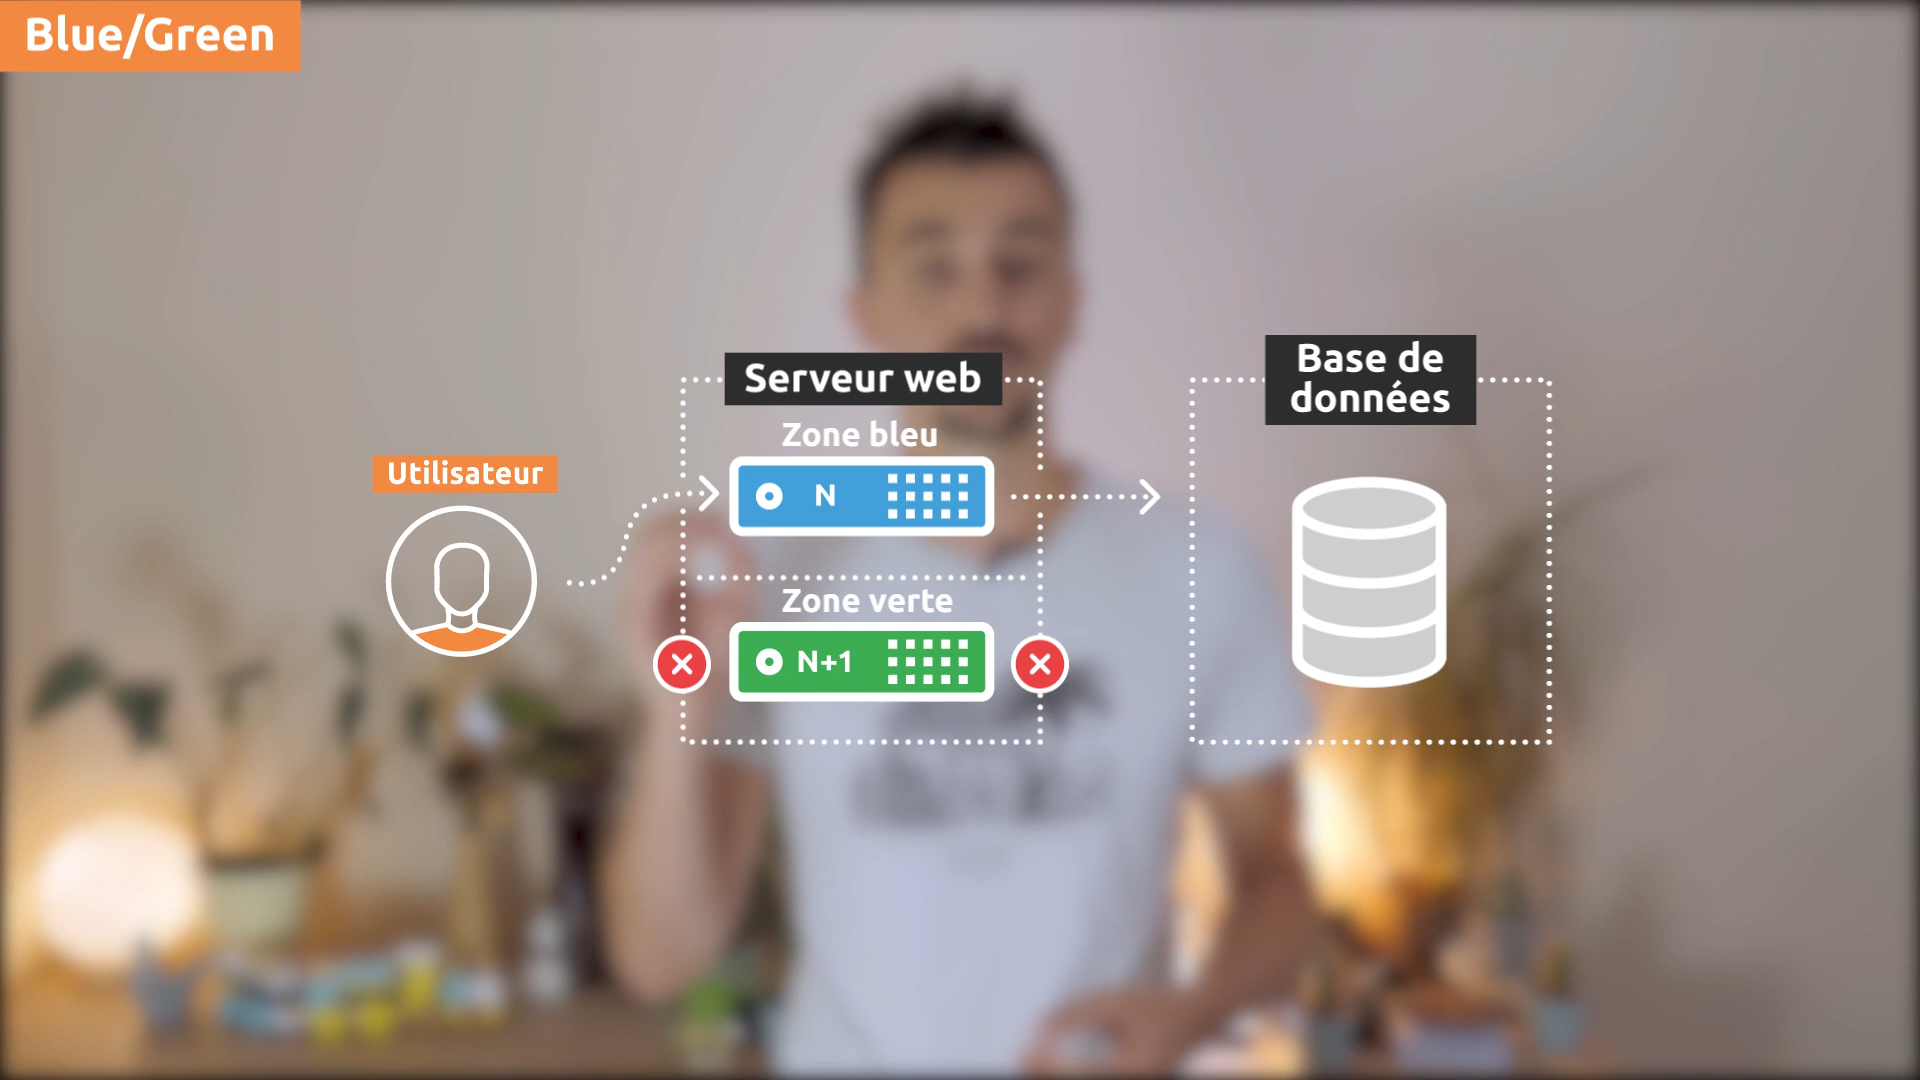 Blue/Green
Utilisateur
Serveur web
Zone bleu
N
Zone verte
N+1
Base de
données